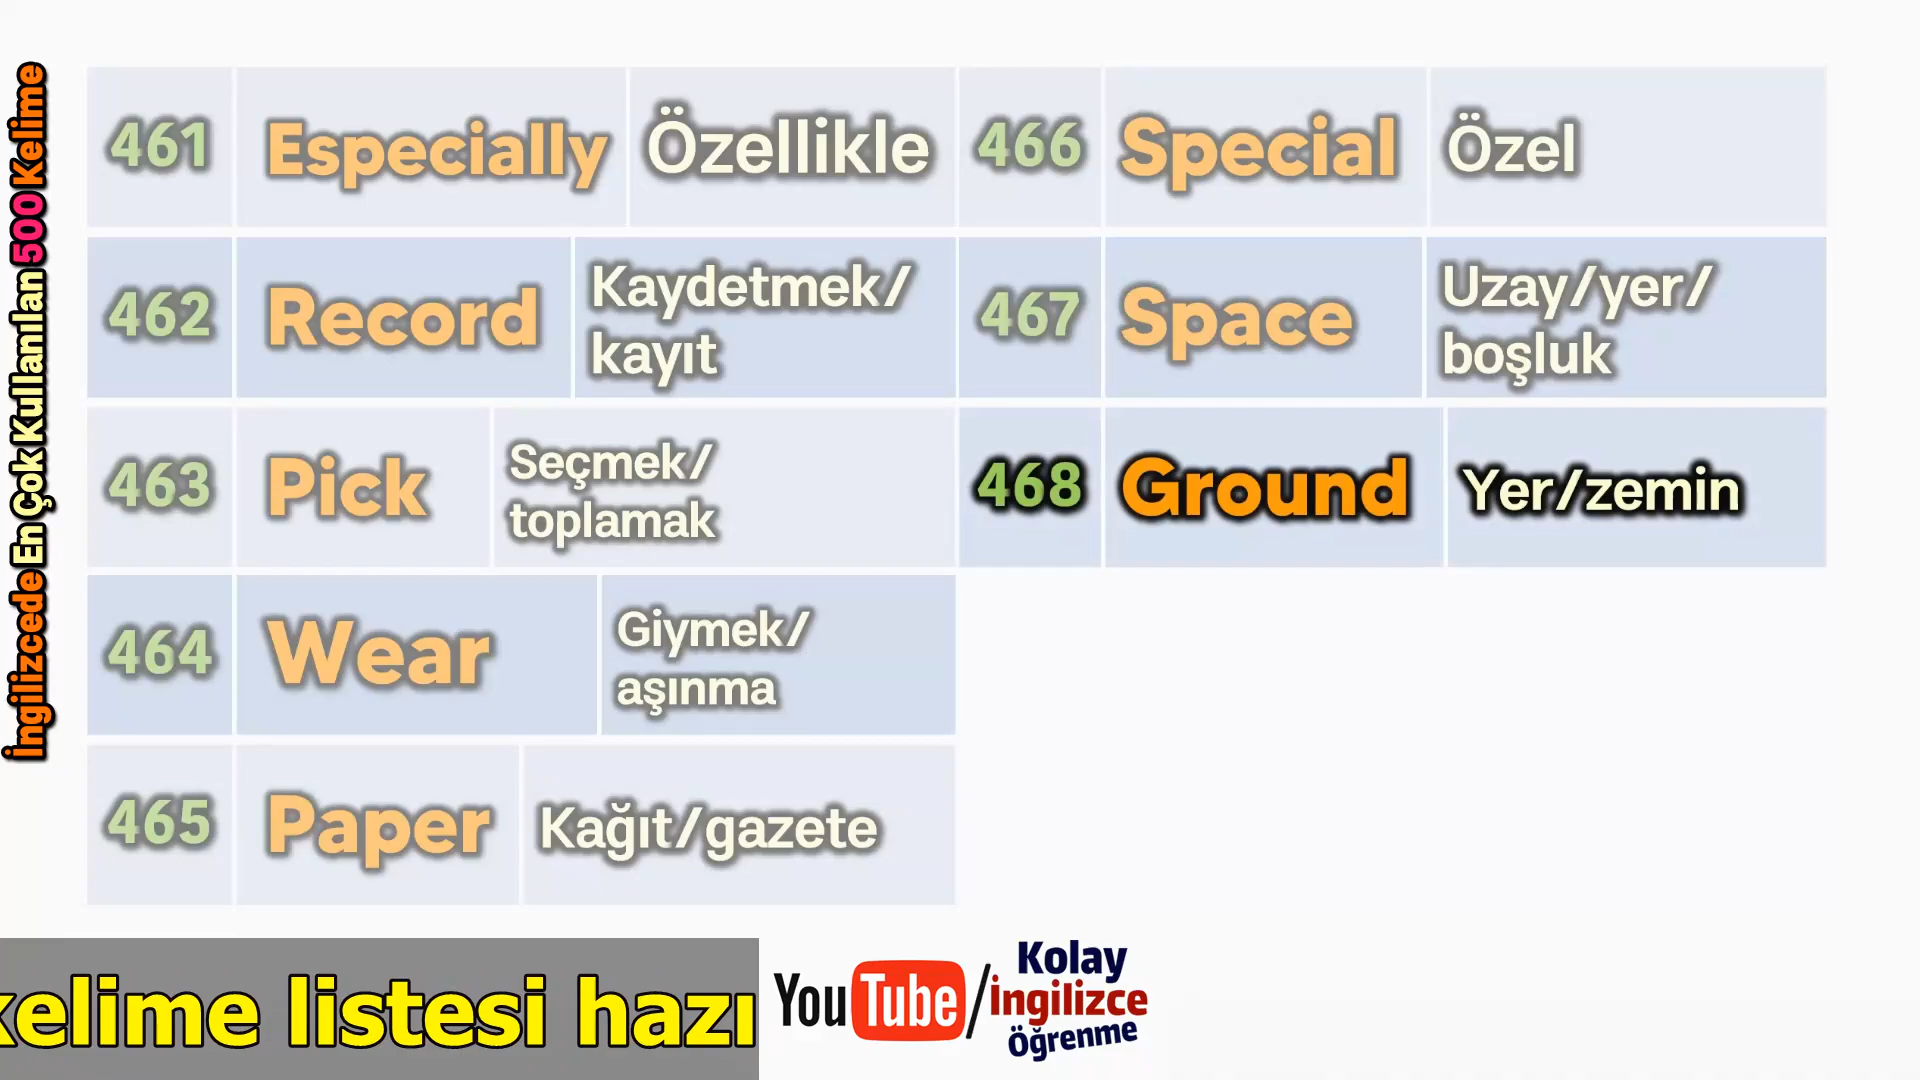 İngilizcede En Çok Kullanılan 500 Kelime
461 Especially Özellikle
462 Record Kaydetmek/
kayıt
463 Pick Seçmek/
toplamak
464 Wear Giymek/
aşınma
465 Paper Kağıt/gazete
466 Special Özel
467 Space Uzay/yer/
boşluk
468 Ground Yer/zemin
kelime listesi hazı
YouTube/Kolay
İngilizce
Öğrenme